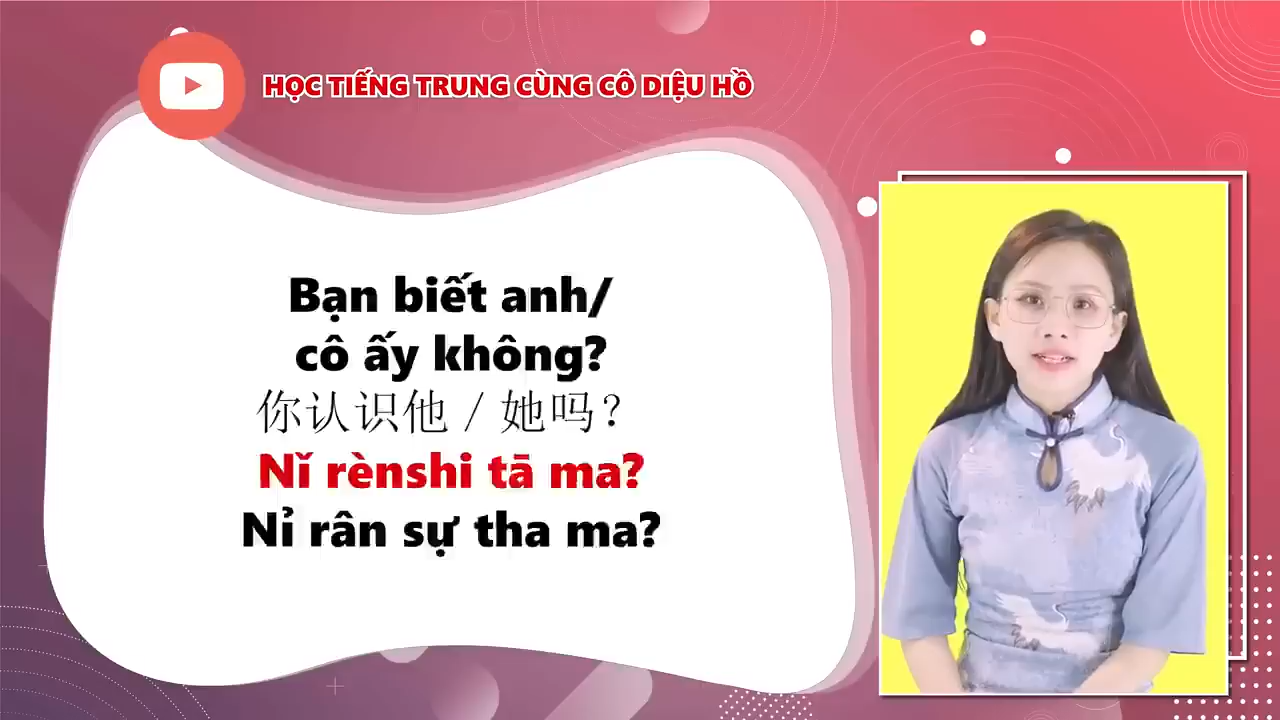 HỌC TIẾNG TRUNG CÙNG CÔ DIỆU HỒ
Bạn biết anh/
cô ấy không?
你认识他／她吗？
Nǐ rènshi tā ma?
Nỉ rân sự tha ma?